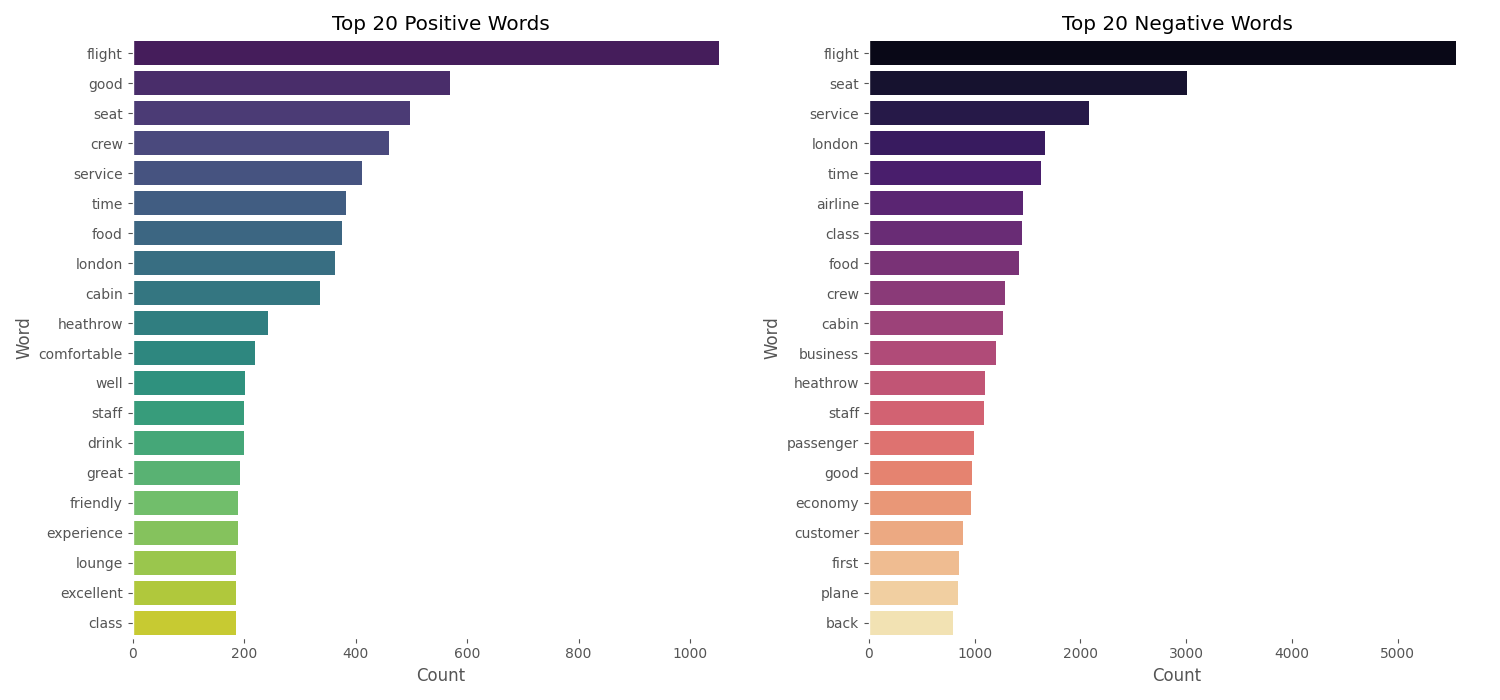 Top 20 Positive Words
Word
flight
good
seat
crew
service
time
food
london
cabin
heathrow
comfortable
well
staff
drink
great
friendly
experience
lounge
excellent
class
0 200 400 600 800 1000
Count
Top 20 Negative Words
Word
flight
seat
service
london
time
airline
class
food
crew
cabin
business
heathrow
staff
passenger
good
economy
customer
first
plane
back
0 1000 2000 3000 4000 5000
Count